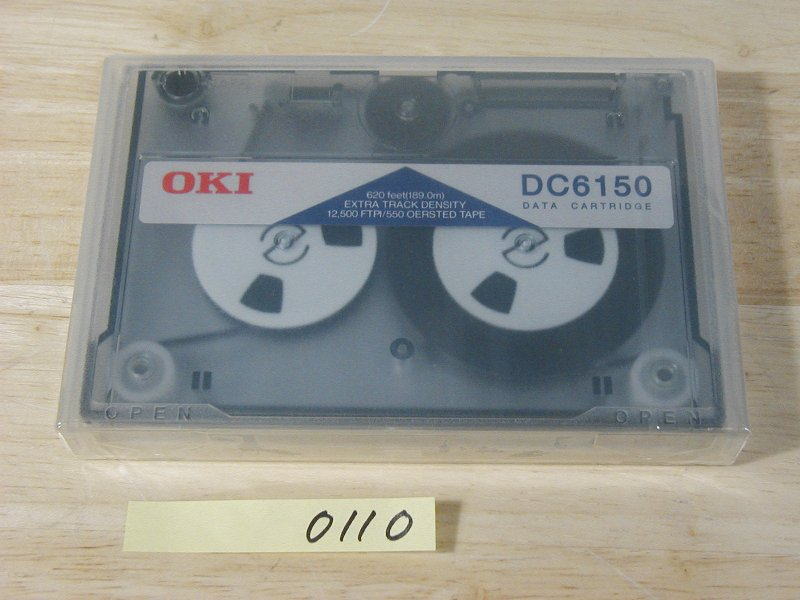 OKI
620 feet(189.0m)
EXTRA TRACK DENSITY
12,500 FTPI/550 OERSTED TAPE
DC6150
DATA CARTRIDGE
OPEN
OPEN
0110